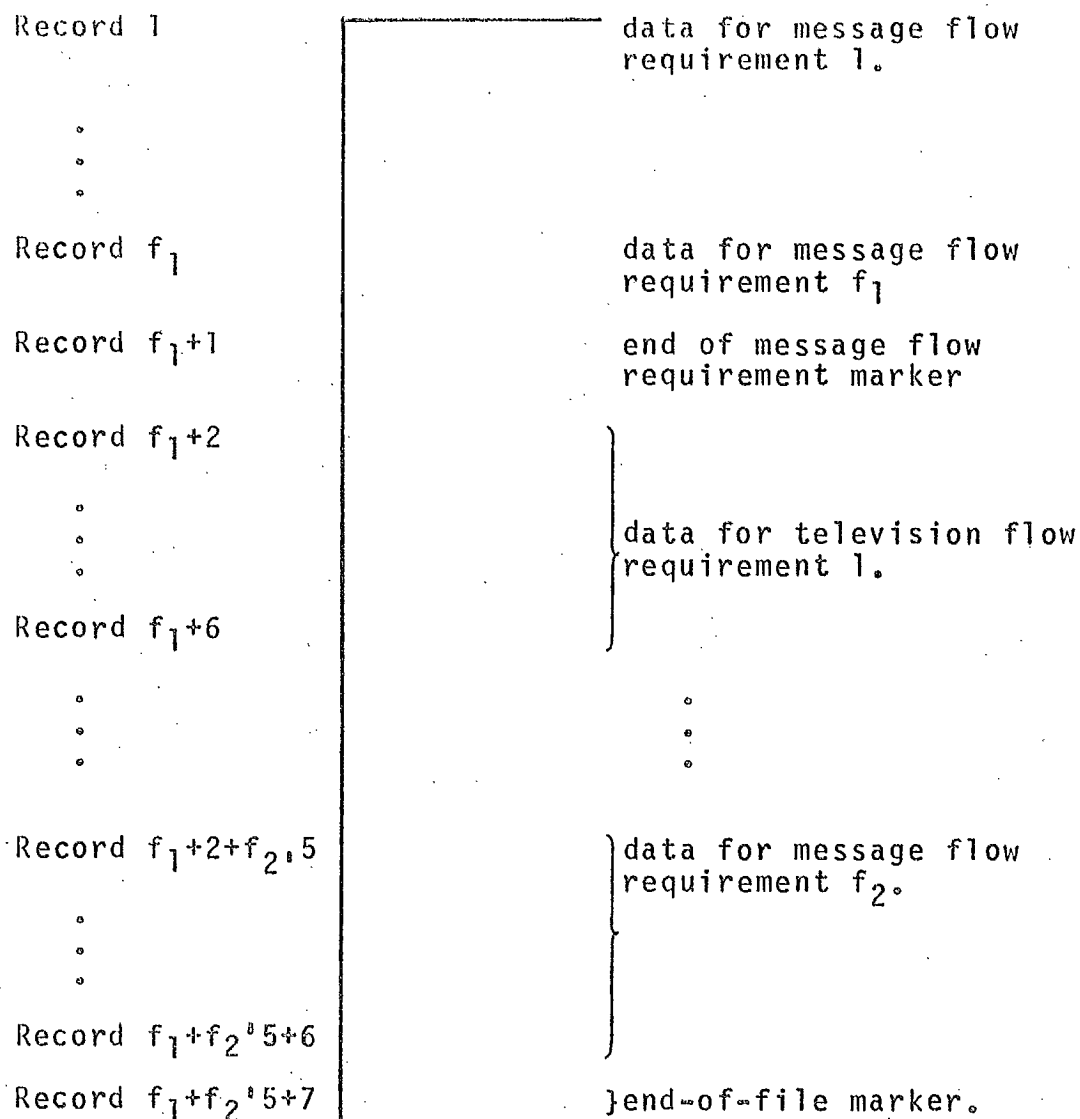 Record 1 data for message flow
requirement 1.
Record f1 data for message flow
requirement f1
Record f1+1 end of message flow
requirement marker
Record f1+2
data for television flow
requirement 1.
Record f1+6
Record f1+2+f2·5 data for message flow
requirement f2.
Record f1+f2·5+6
Record f1+f2·5+7 }end-of-file marker.